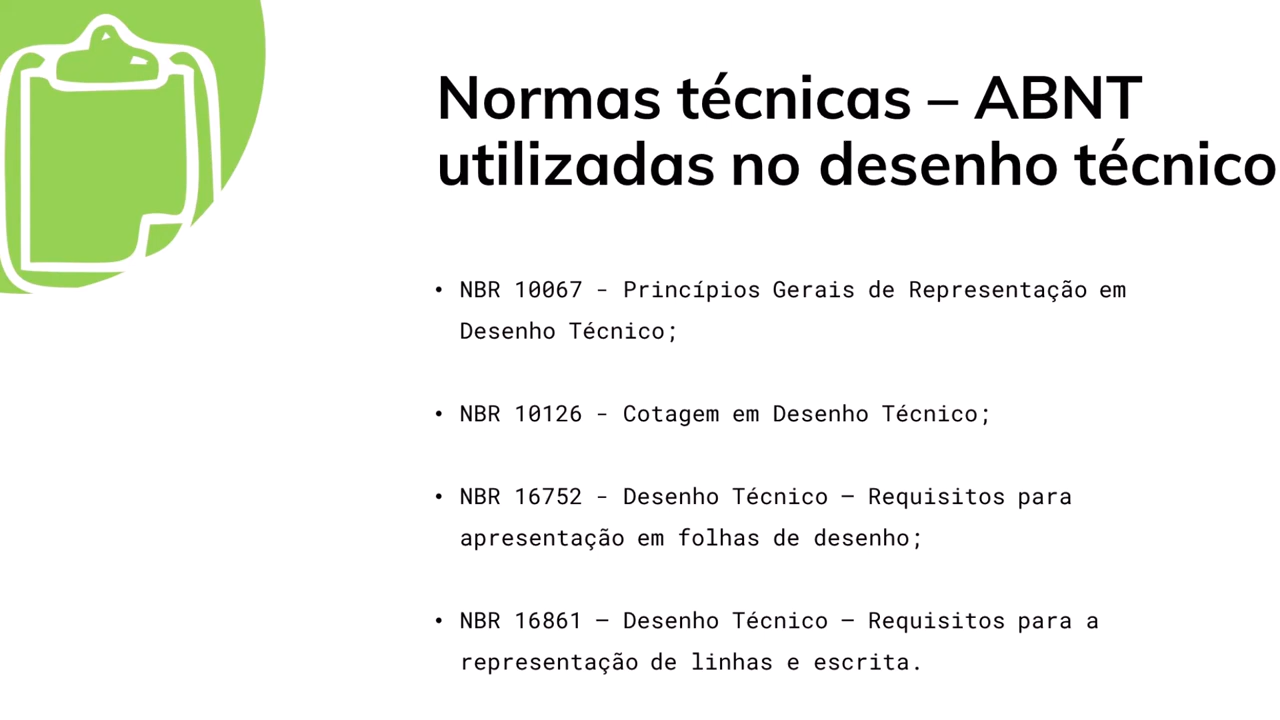 Normas técnicas – ABNT
utilizadas no desenho técnico
• NBR 10067 - Princípios Gerais de Representação em
Desenho Técnico;
• NBR 10126 - Cotagem em Desenho Técnico;
• NBR 16752 - Desenho Técnico – Requisitos para
apresentação em folhas de desenho;
• NBR 16861 – Desenho Técnico – Requisitos para a
representação de linhas e escrita.